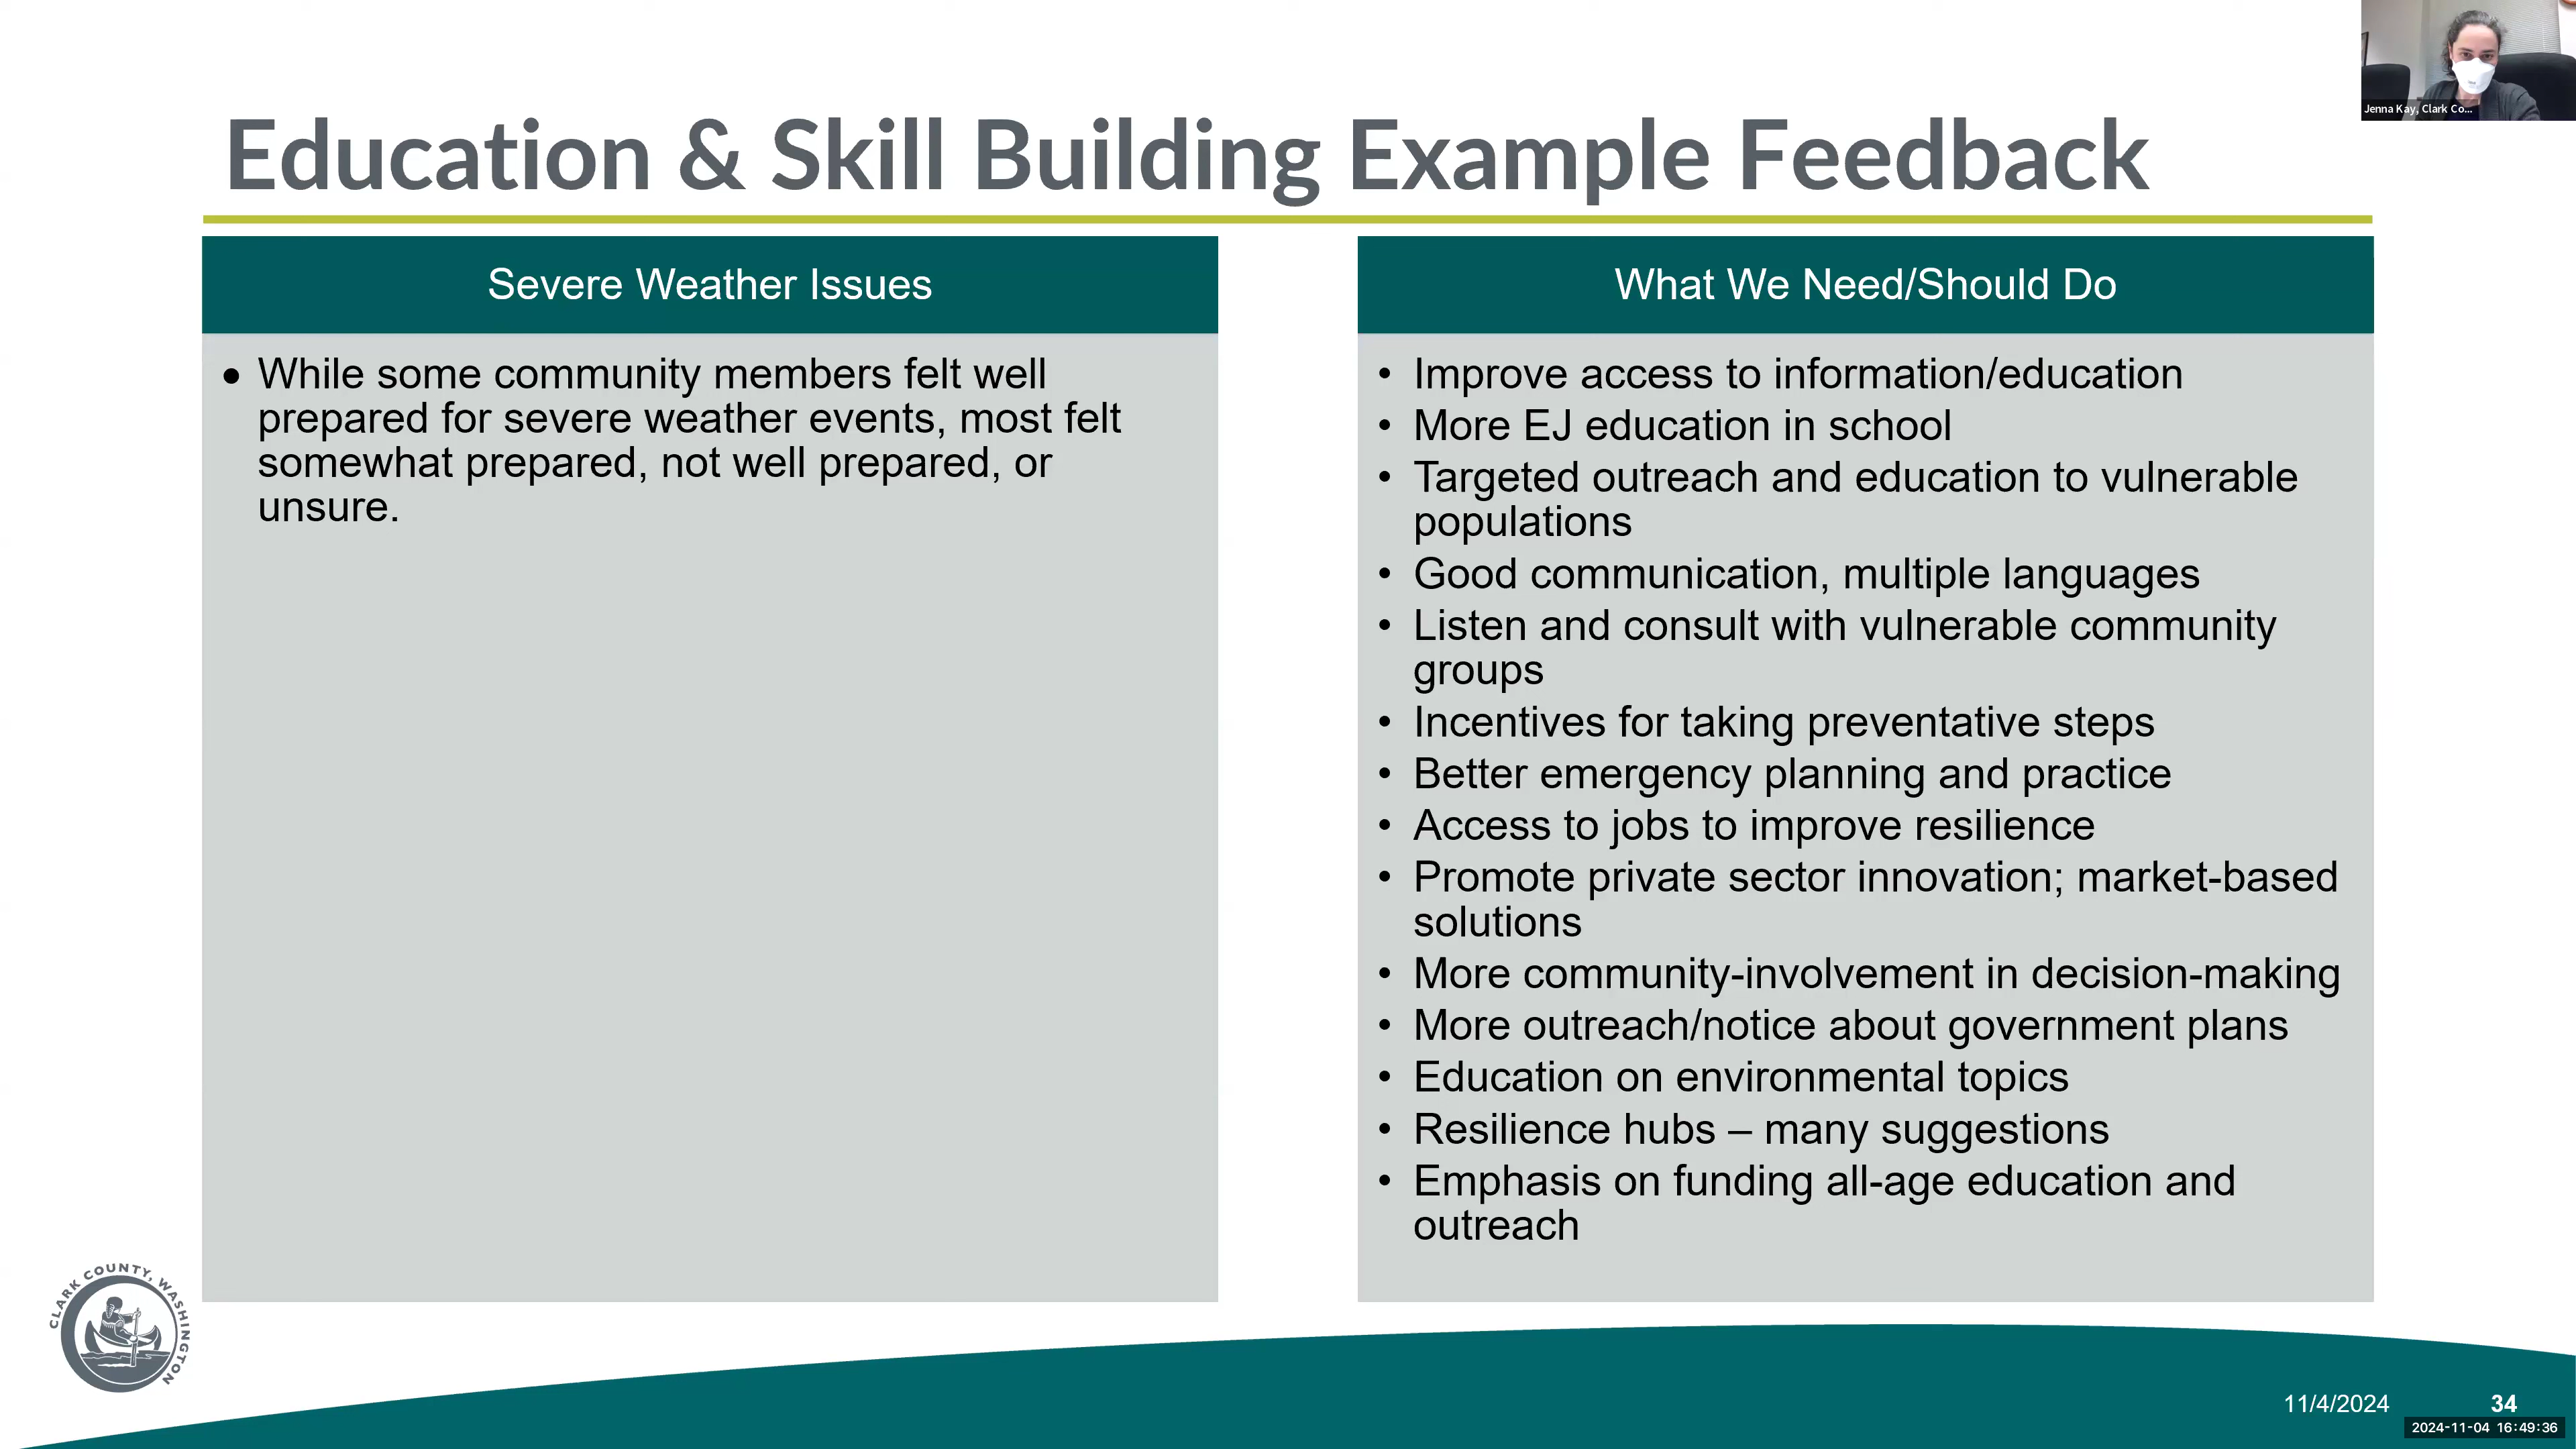 Jenna Kay, Clark Co...
Education & Skill Building Example Feedback
Severe Weather Issues
• While some community members felt well
prepared for severe weather events, most felt
somewhat prepared, not well prepared, or
unsure.
What We Need/Should Do
• Improve access to information/education
• More EJ education in school
• Targeted outreach and education to vulnerable
populations
• Good communication, multiple languages
• Listen and consult with vulnerable community
groups
• Incentives for taking preventative steps
• Better emergency planning and practice
• Access to jobs to improve resilience
• Promote private sector innovation; market-based
solutions
• More community-involvement in decision-making
• More outreach/notice about government plans
• Education on environmental topics
• Resilience hubs – many suggestions
• Emphasis on funding all-age education and
outreach
CLARK COUNTY, WASHINGTON
11/4/2024
34
2024-11-04 16:49:36